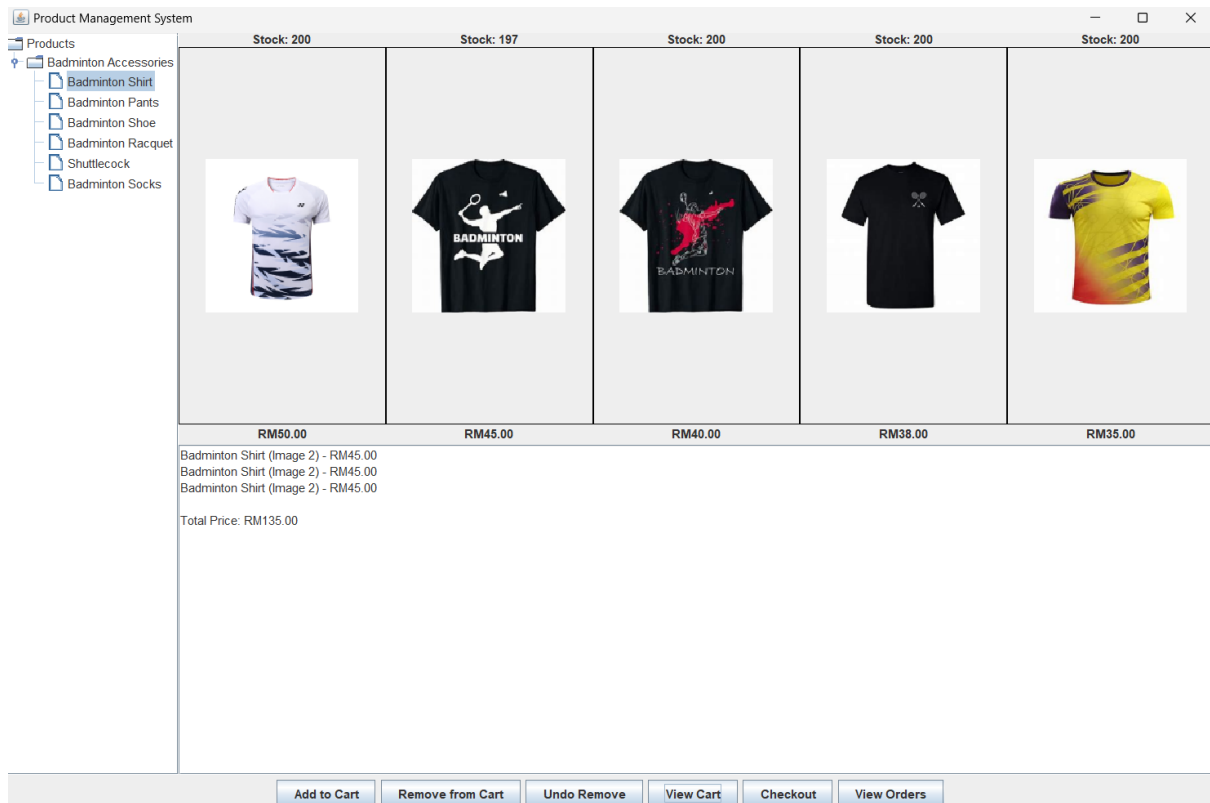 Product Management System
Products
Badminton Accessories
Badminton Shirt
Badminton Pants
Badminton Shoe
Badminton Racquet
Shuttlecock
Badminton Socks
Stock: 200 Stock: 197 Stock: 200 Stock: 200 Stock: 200
BADMINTON
BADMINTON
RM50.00 RM45.00 RM40.00 RM38.00 RM35.00
Badminton Shirt (Image 2) - RM45.00
Badminton Shirt (Image 2) - RM45.00
Badminton Shirt (Image 2) - RM45.00
Total Price: RM135.00
Add to Cart Remove from Cart Undo Remove View Cart Checkout View Orders